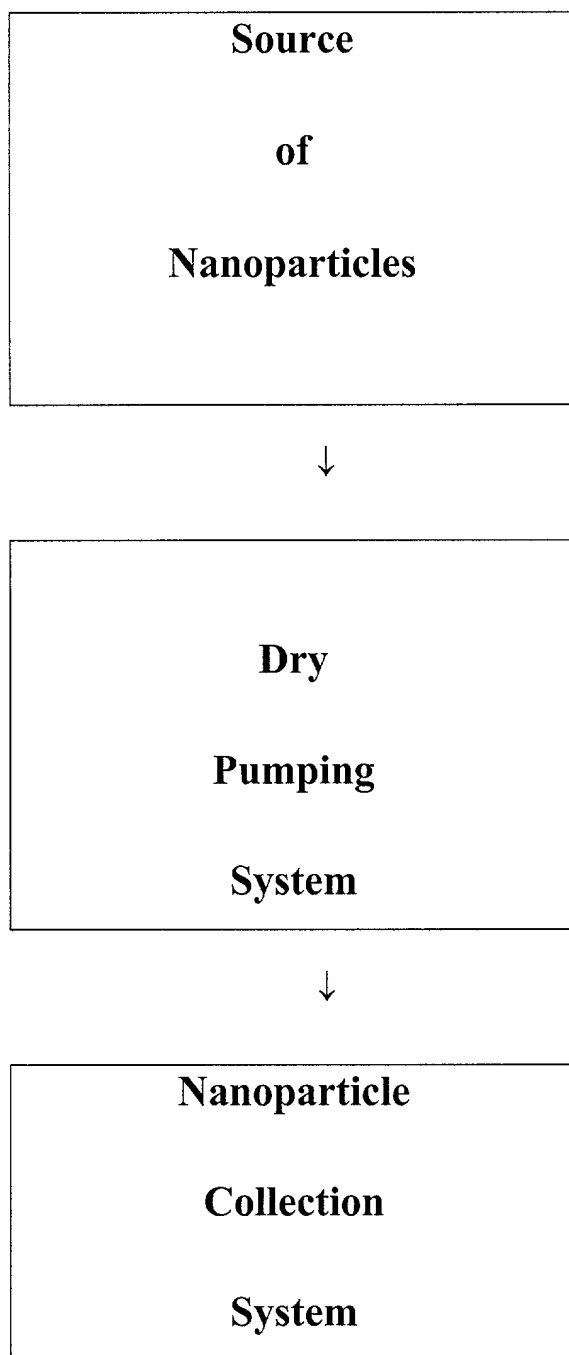 Source
of
Nanoparticles
↓
Dry
Pumping
System
↓
Nanoparticle
Collection
System